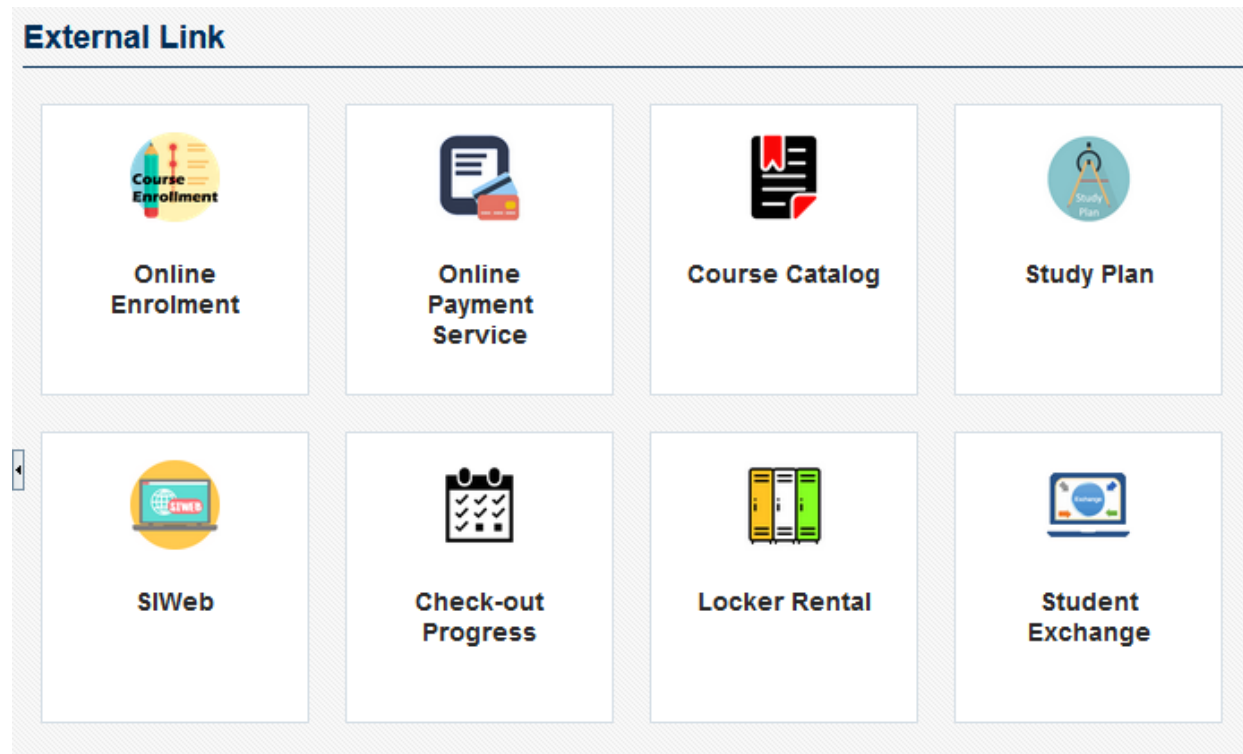 External Link
Course
Enrollment
Online
Enrolment
Online
Payment
Service
Course Catalog
Study
Plan
Study Plan
SIWEB
SIWeb
Check-out
Progress
Locker Rental
Exchange
Student
Exchange